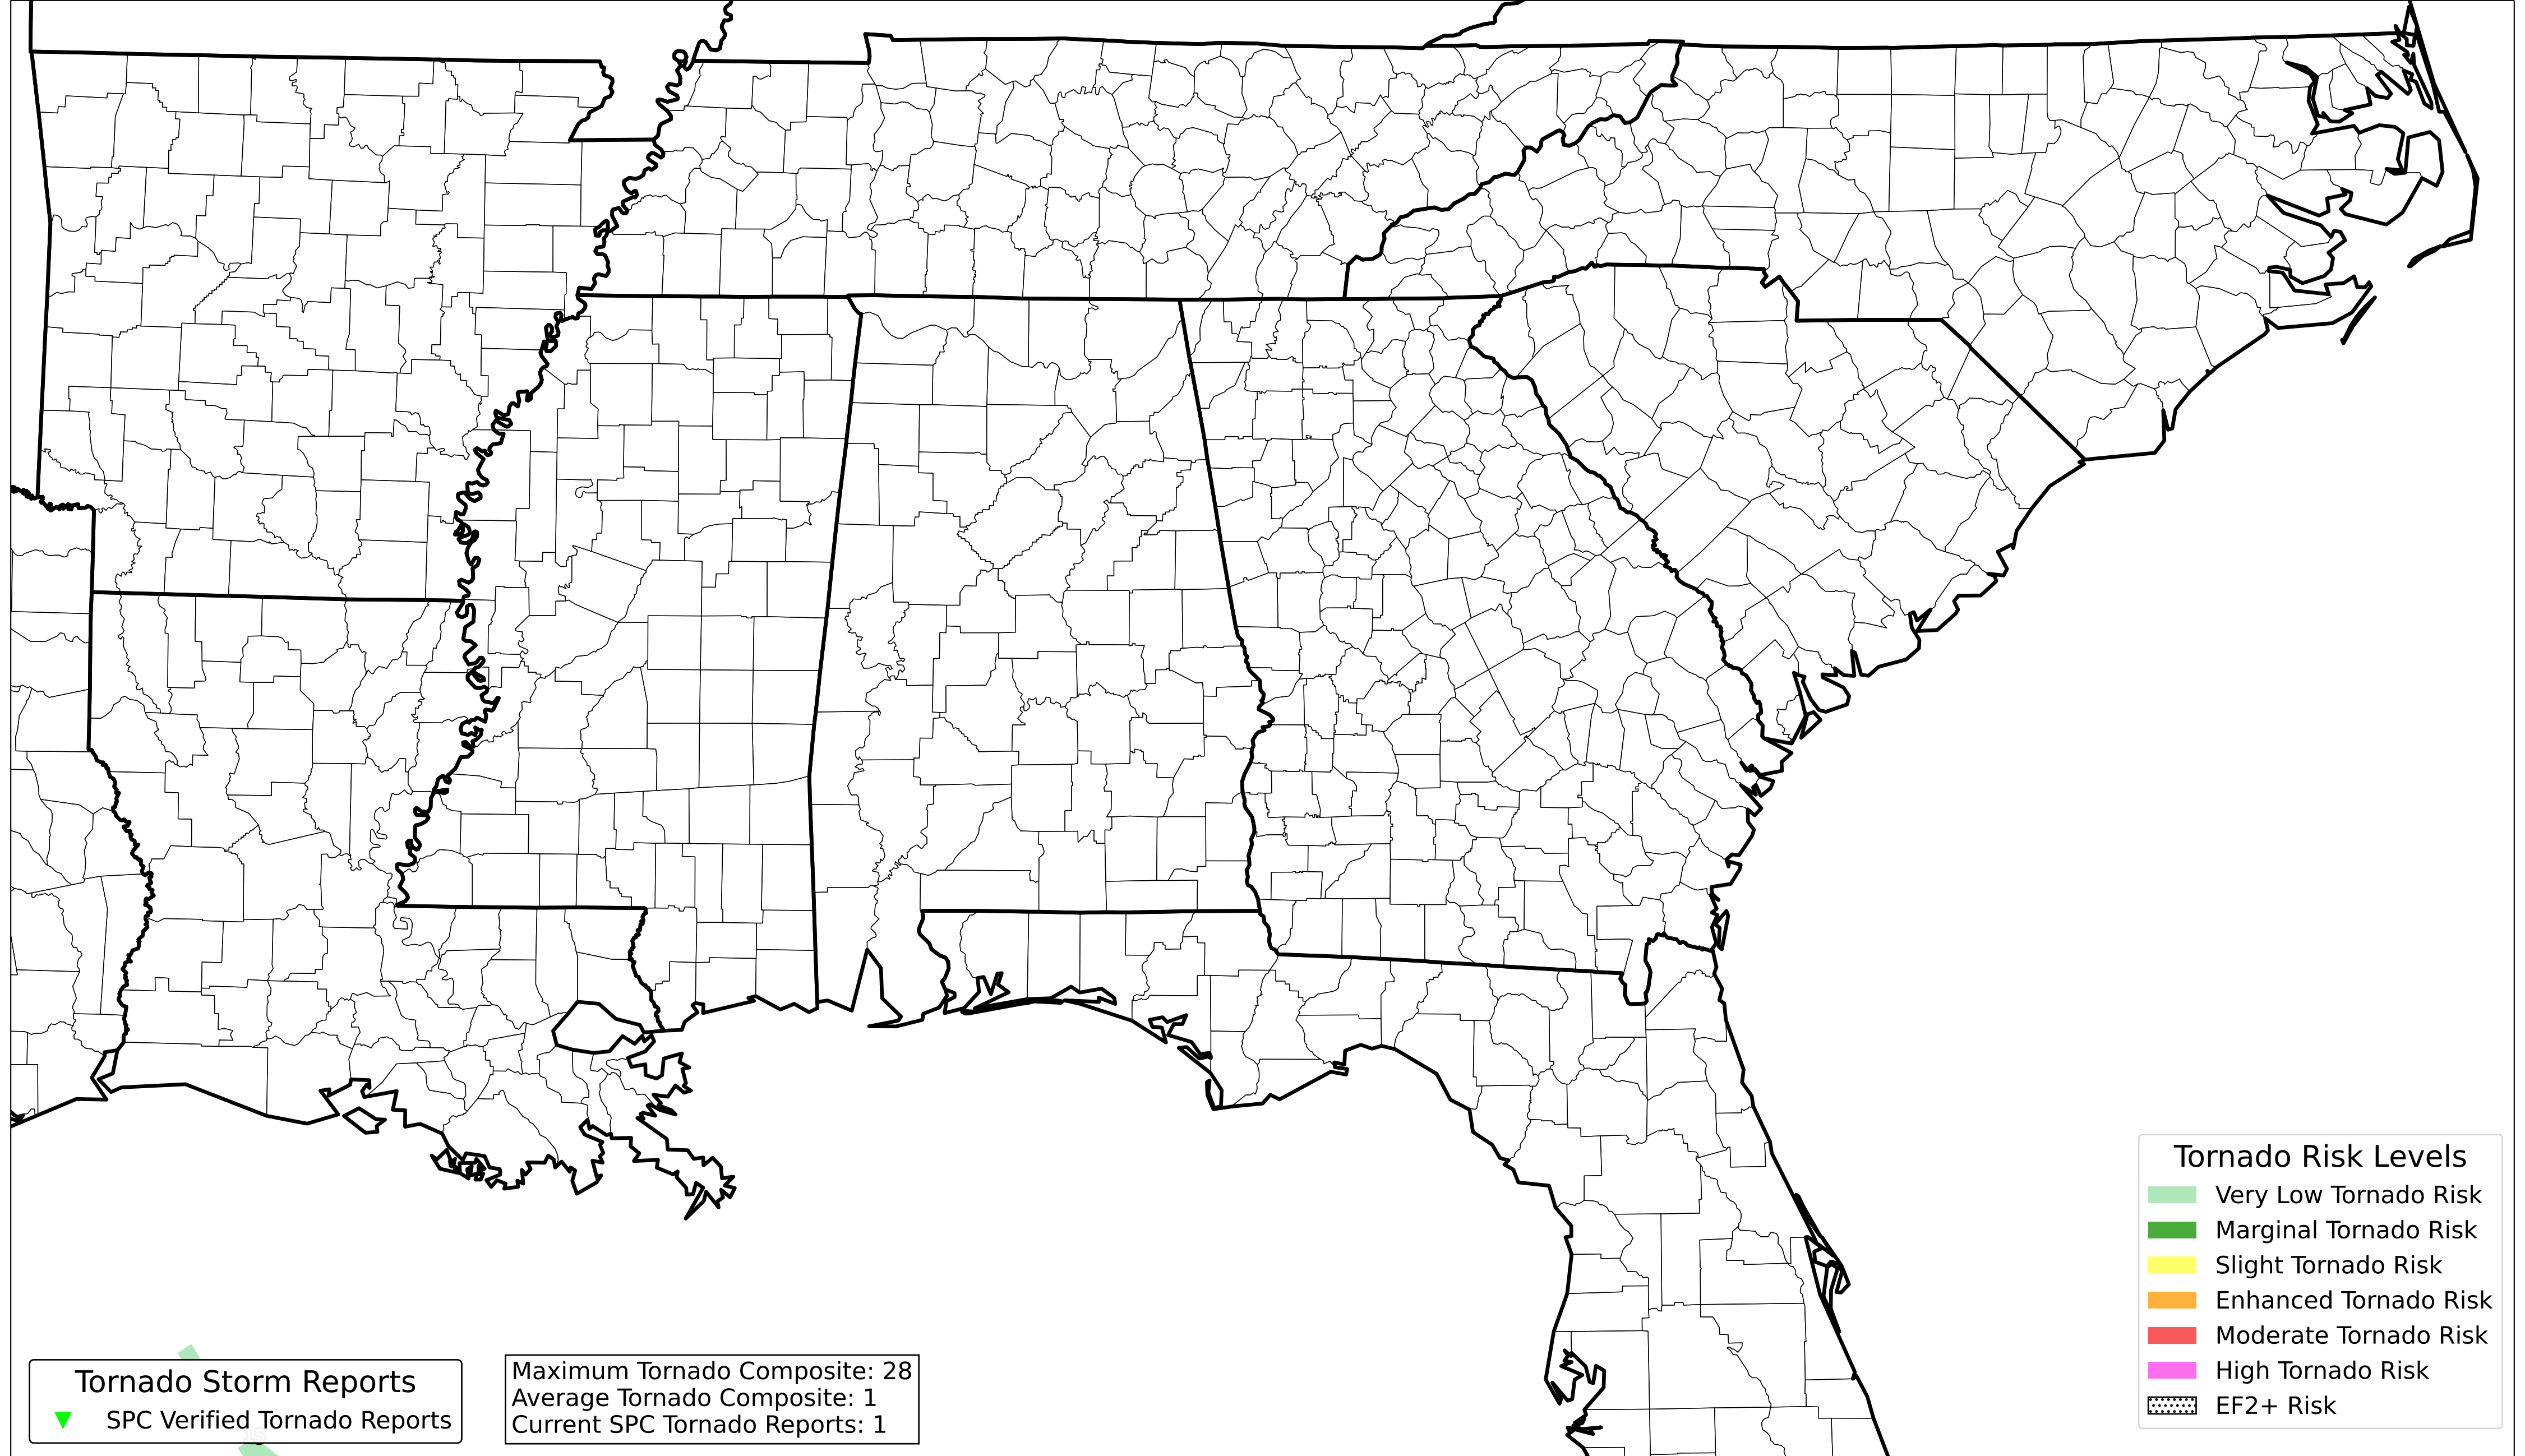 Tornado Storm Reports
SPC Verified Tornado Reports
Maximum Tornado Composite: 28
Average Tornado Composite: 1
Current SPC Tornado Reports: 1
Tornado Risk Levels
Very Low Tornado Risk
Marginal Tornado Risk
Slight Tornado Risk
Enhanced Tornado Risk
Moderate Tornado Risk
High Tornado Risk
EF2+ Risk